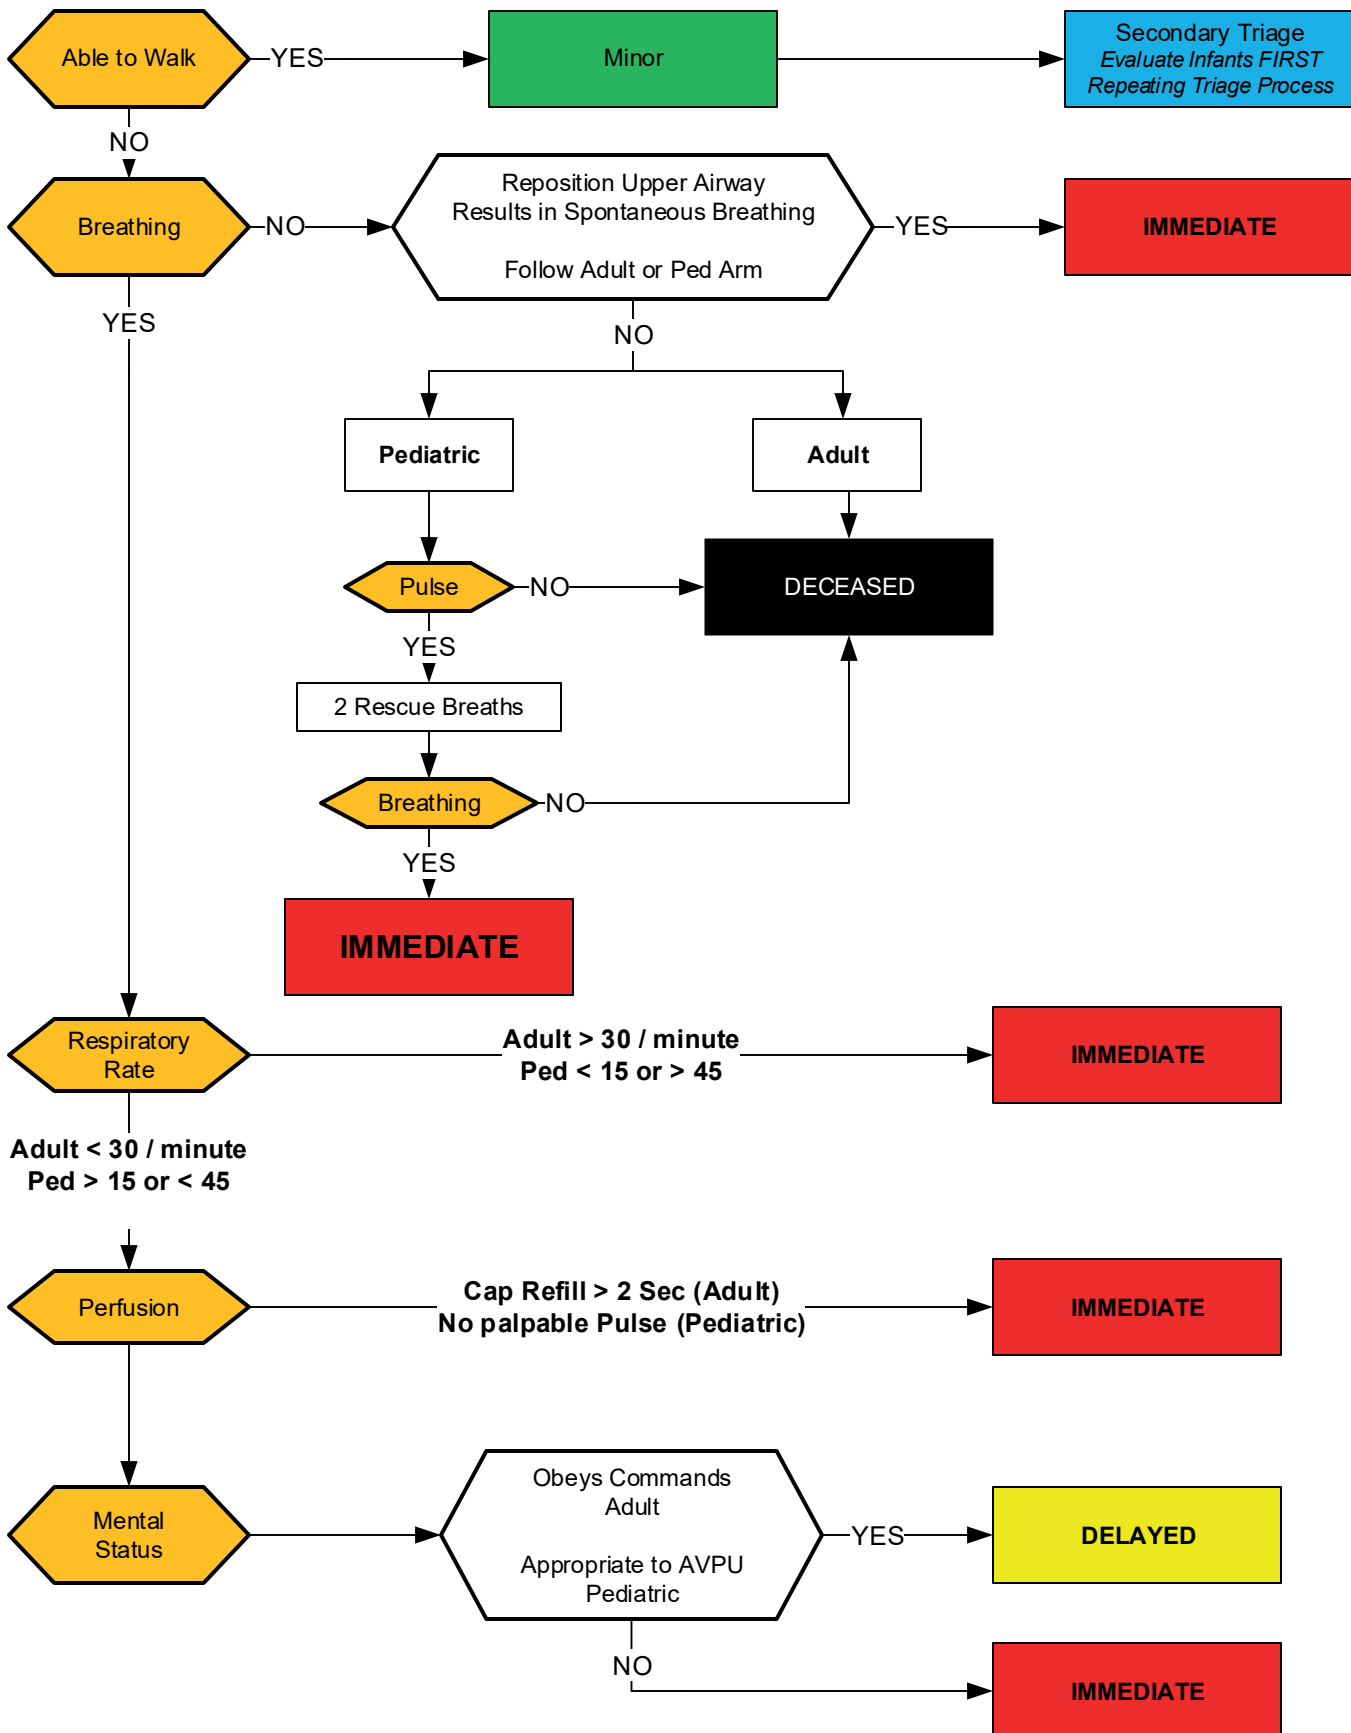 Able to Walk
YES
Minor
Secondary Triage
Evaluate Infants FIRST
Repeating Triage Process
NO
Breathing
NO
Reposition Upper Airway
Results in Spontaneous Breathing
Follow Adult or Ped Arm
YES
IMMEDIATE
YES
NO
Pediatric
Adult
Pulse
NO
DECEASED
YES
2 Rescue Breaths
Breathing
NO
YES
IMMEDIATE
Respiratory
Rate
Adult > 30 / minute
Ped < 15 or > 45
IMMEDIATE
Adult < 30 / minute
Ped > 15 or < 45
Perfusion
Cap Refill > 2 Sec (Adult)
No palpable Pulse (Pediatric)
IMMEDIATE
Mental
Status
Obeys Commands
Adult
Appropriate to AVPU
Pediatric
YES
DELAYED
NO
IMMEDIATE